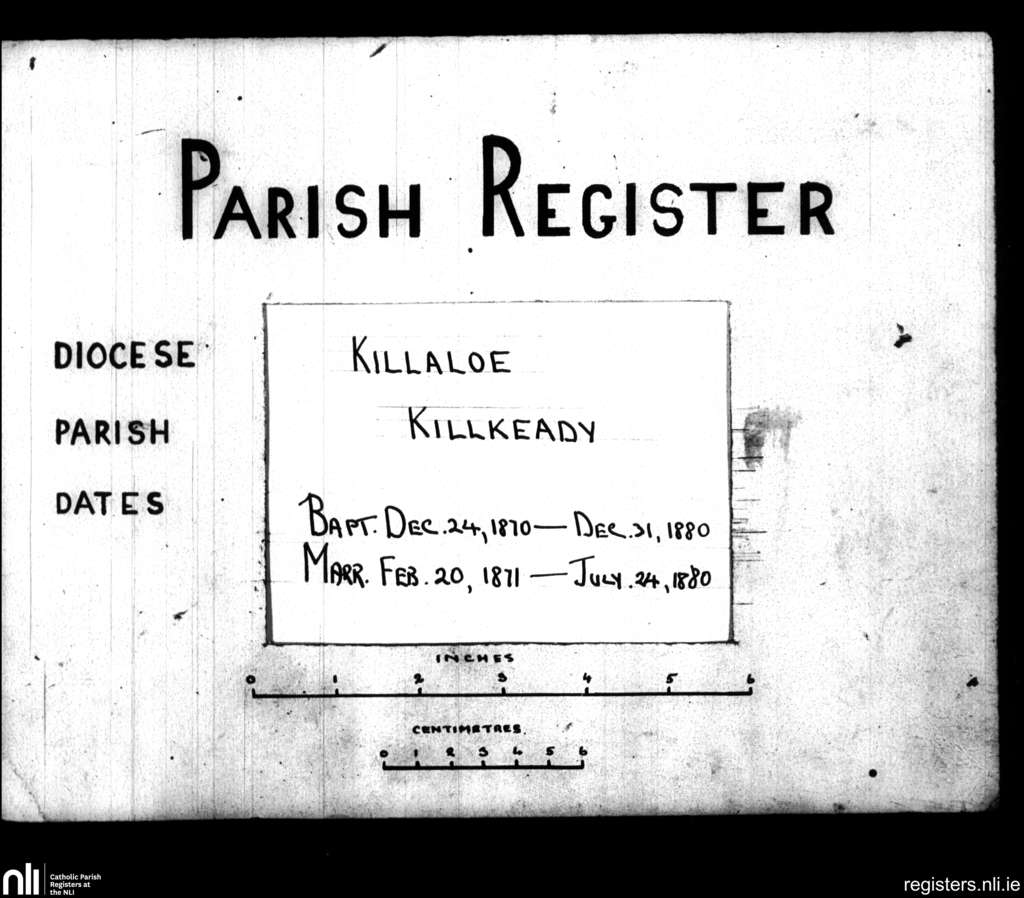 PARISH REGISTER
DIOCESE KILLALOE
PARISH KILLKEADY
DATES
BAPT. DEC. 24, 1870 — DEC. 31, 1880
MARR. FEB. 20, 1871 — JULY. 24, 1880
INCHES
0 1 2 3 4 5 6
CENTIMETRES.
0 1 2 3 4 5 6
nli Catholic Parish
Registers at
the NLI
registers.nli.ie